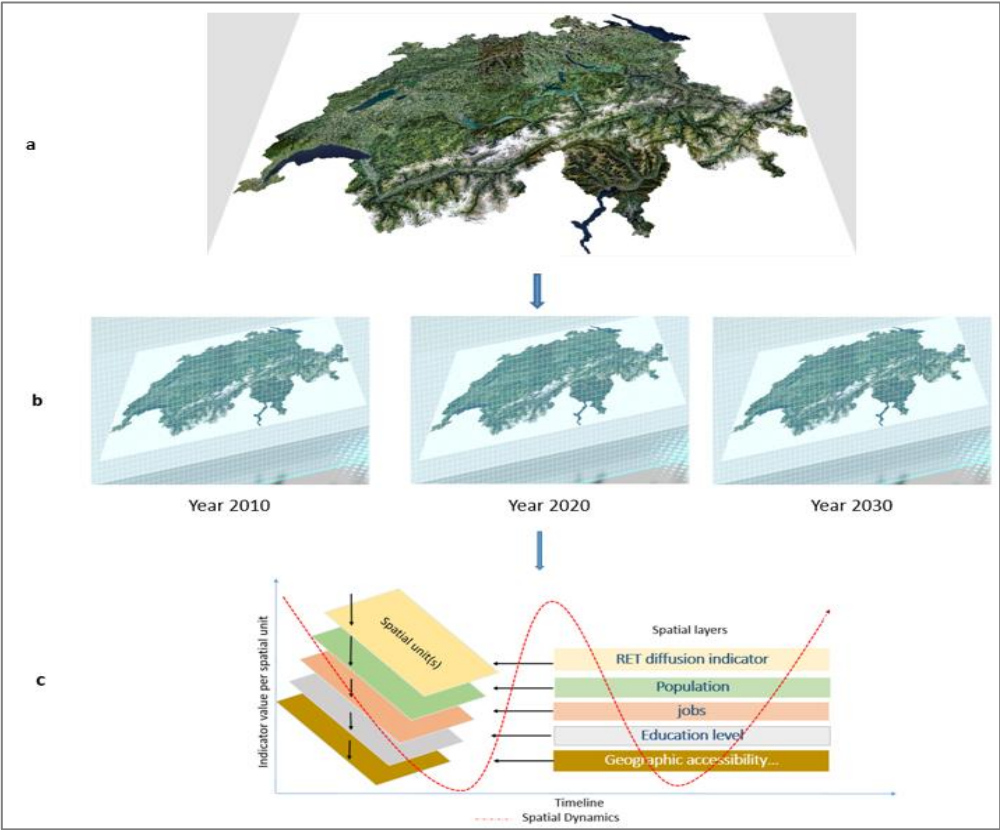 a
b
Year 2010
Year 2020
Year 2030
c
Indicator value per spatial unit
Spatial unit(s)
Spatial layers
RET diffusion indicator
Population
jobs
Education level
Geographic accessibility...
Timeline
Spatial Dynamics